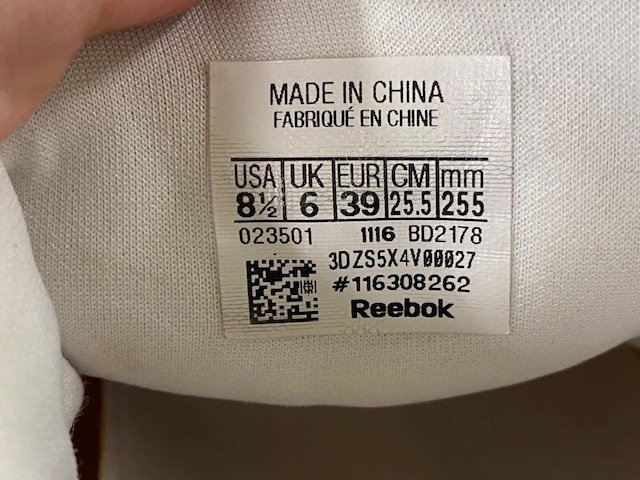 MADE IN CHINA
FABRIQUÉ EN CHINE
USA UK EUR CM mm
8½ 6 39 25.5 255
023501 1116 BD2178
3DZS5X4V00027
#116308262
Reebok